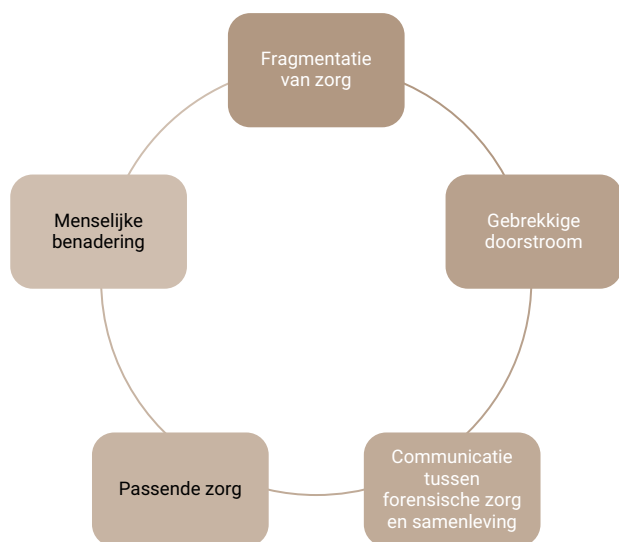 Fragmentatie
van zorg
Gebrekkige
doorstroom
Communicatie
tussen
forensische zorg
en samenleving
Passende zorg
Menselijke
benadering